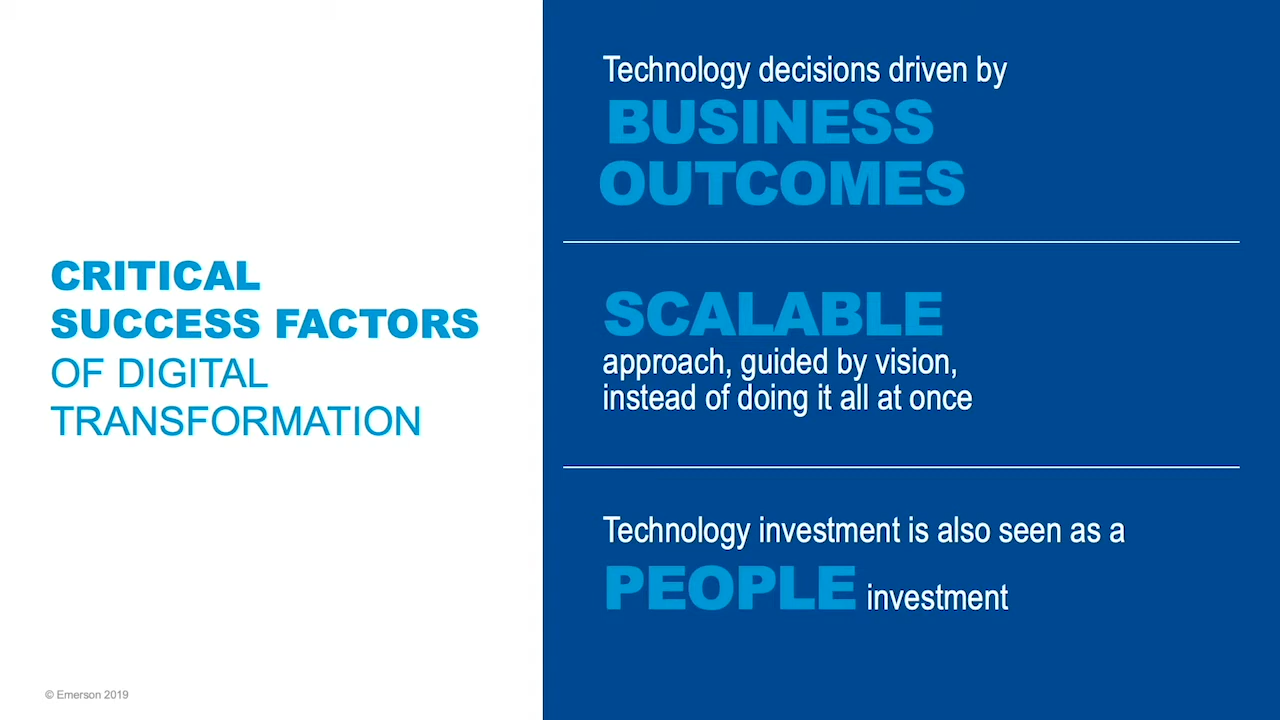 CRITICAL
SUCCESS FACTORS
OF DIGITAL
TRANSFORMATION
© Emerson 2019
Technology decisions driven by
BUSINESS
OUTCOMES
SCALABLE
approach, guided by vision,
instead of doing it all at once
Technology investment is also seen as a
PEOPLE investment